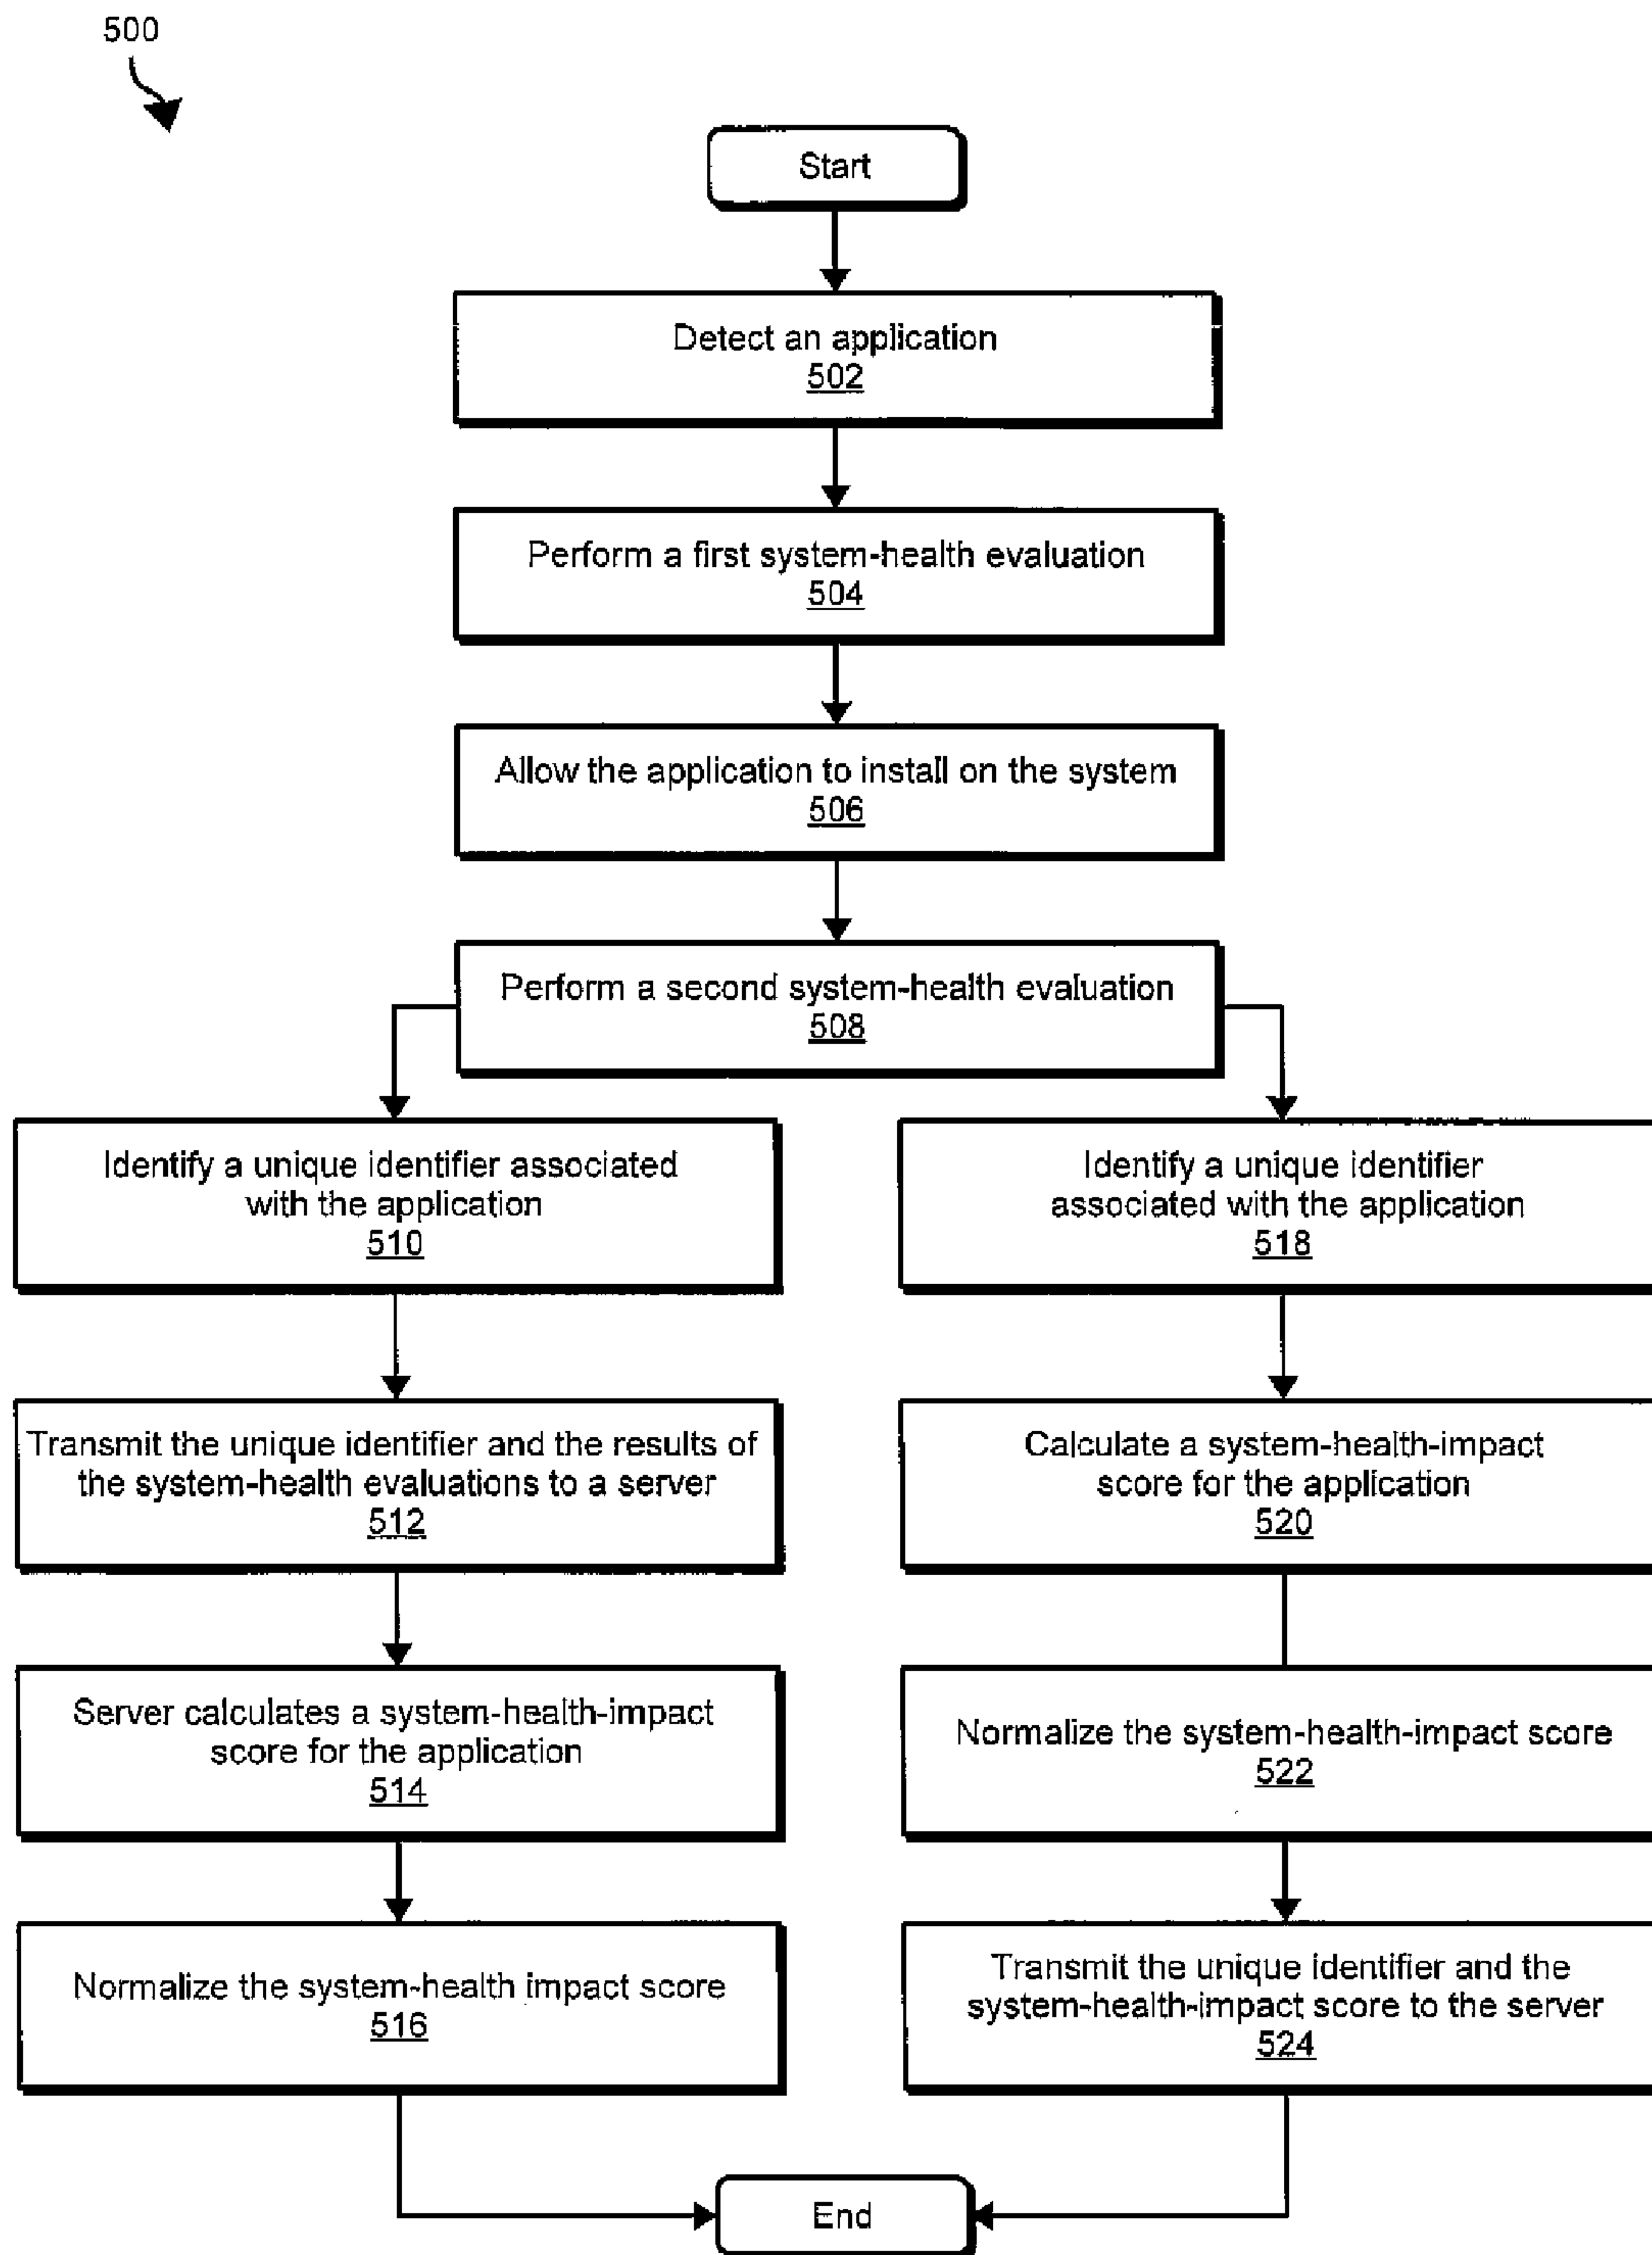 500
Start
Detect an application
502
Perform a first system-health evaluation
504
Allow the application to install on the system
506
Perform a second system-health evaluation
508
Identify a unique identifier associated
with the application
510
Transmit the unique identifier and the results of
the system-health evaluations to a server
512
Server calculates a system-health-impact
score for the application
514
Normalize the system-health impact score
516
Identify a unique identifier
associated with the application
518
Calculate a system-health-impact
score for the application
520
Normalize the system-health-impact score
522
Transmit the unique identifier and the
system-health-impact score to the server
524
End